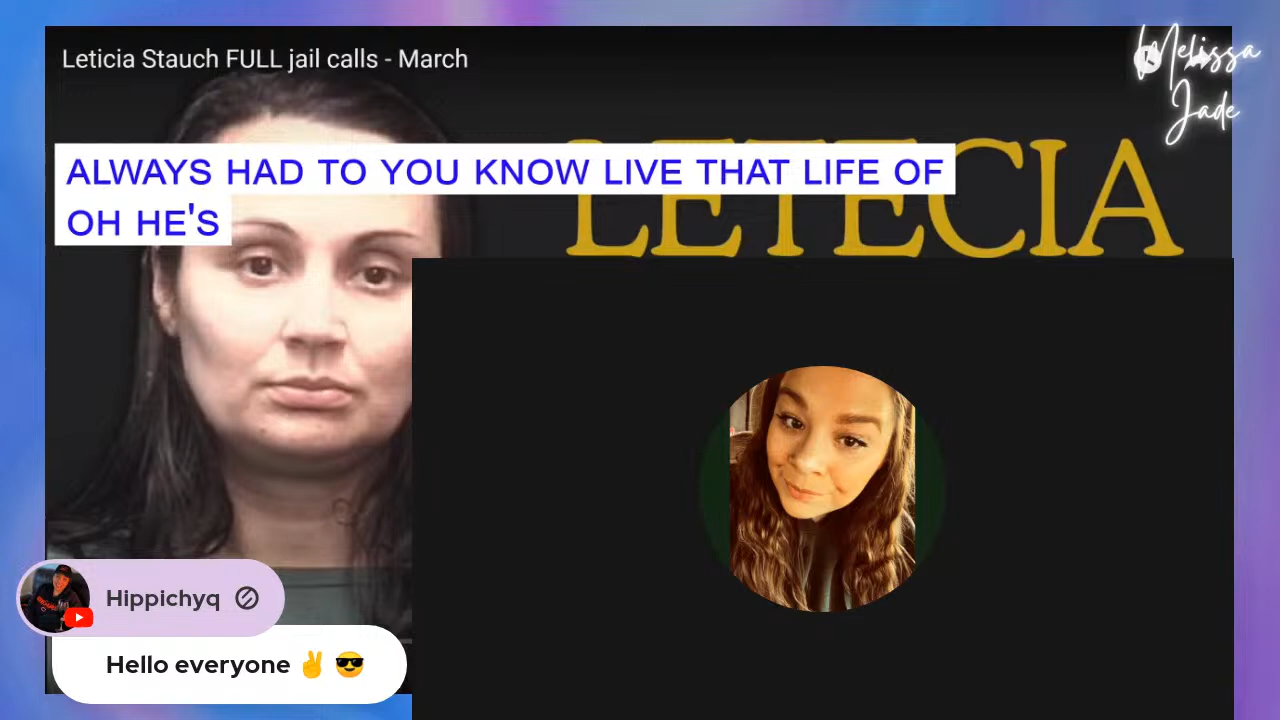 Leticia Stauch FULL jail calls - March
Melissa
Jade
LETECIA
ALWAYS HAD TO YOU KNOW LIVE THAT LIFE OF
OH HE'S
Hippichyq
Hello everyone ✌️ 😎